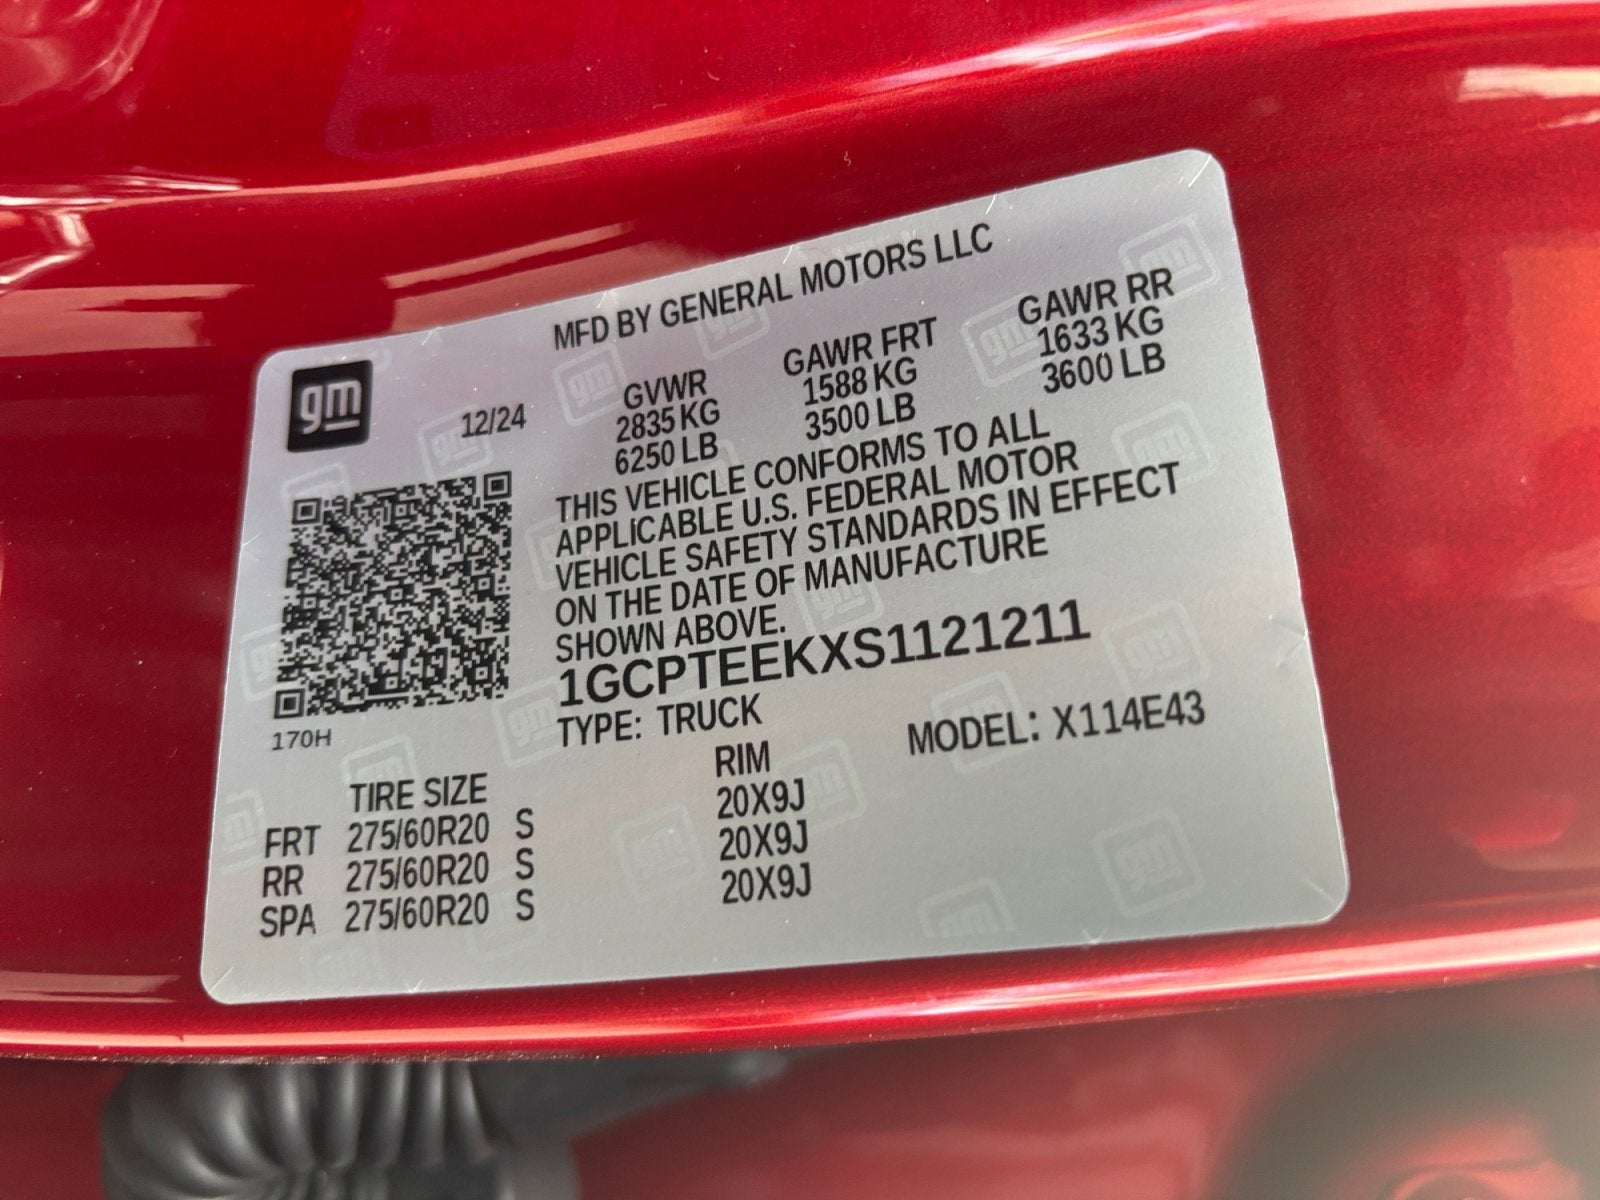 MFD BY GENERAL MOTORS LLC
gm
12/24
GVWR GAWR FRT GAWR RR
2835 KG 1588 KG 1633 KG
6250 LB 3500 LB 3600 LB
THIS VEHICLE CONFORMS TO ALL
APPLICABLE U.S. FEDERAL MOTOR
VEHICLE SAFETY STANDARDS IN EFFECT
ON THE DATE OF MANUFACTURE
SHOWN ABOVE.
1GCPTEEKXS1121211
170H
TYPE: TRUCK MODEL: X114E43
TIRE SIZE RIM
FRT 275/60R20 S 20X9J
RR 275/60R20 S 20X9J
SPA 275/60R20 S 20X9J